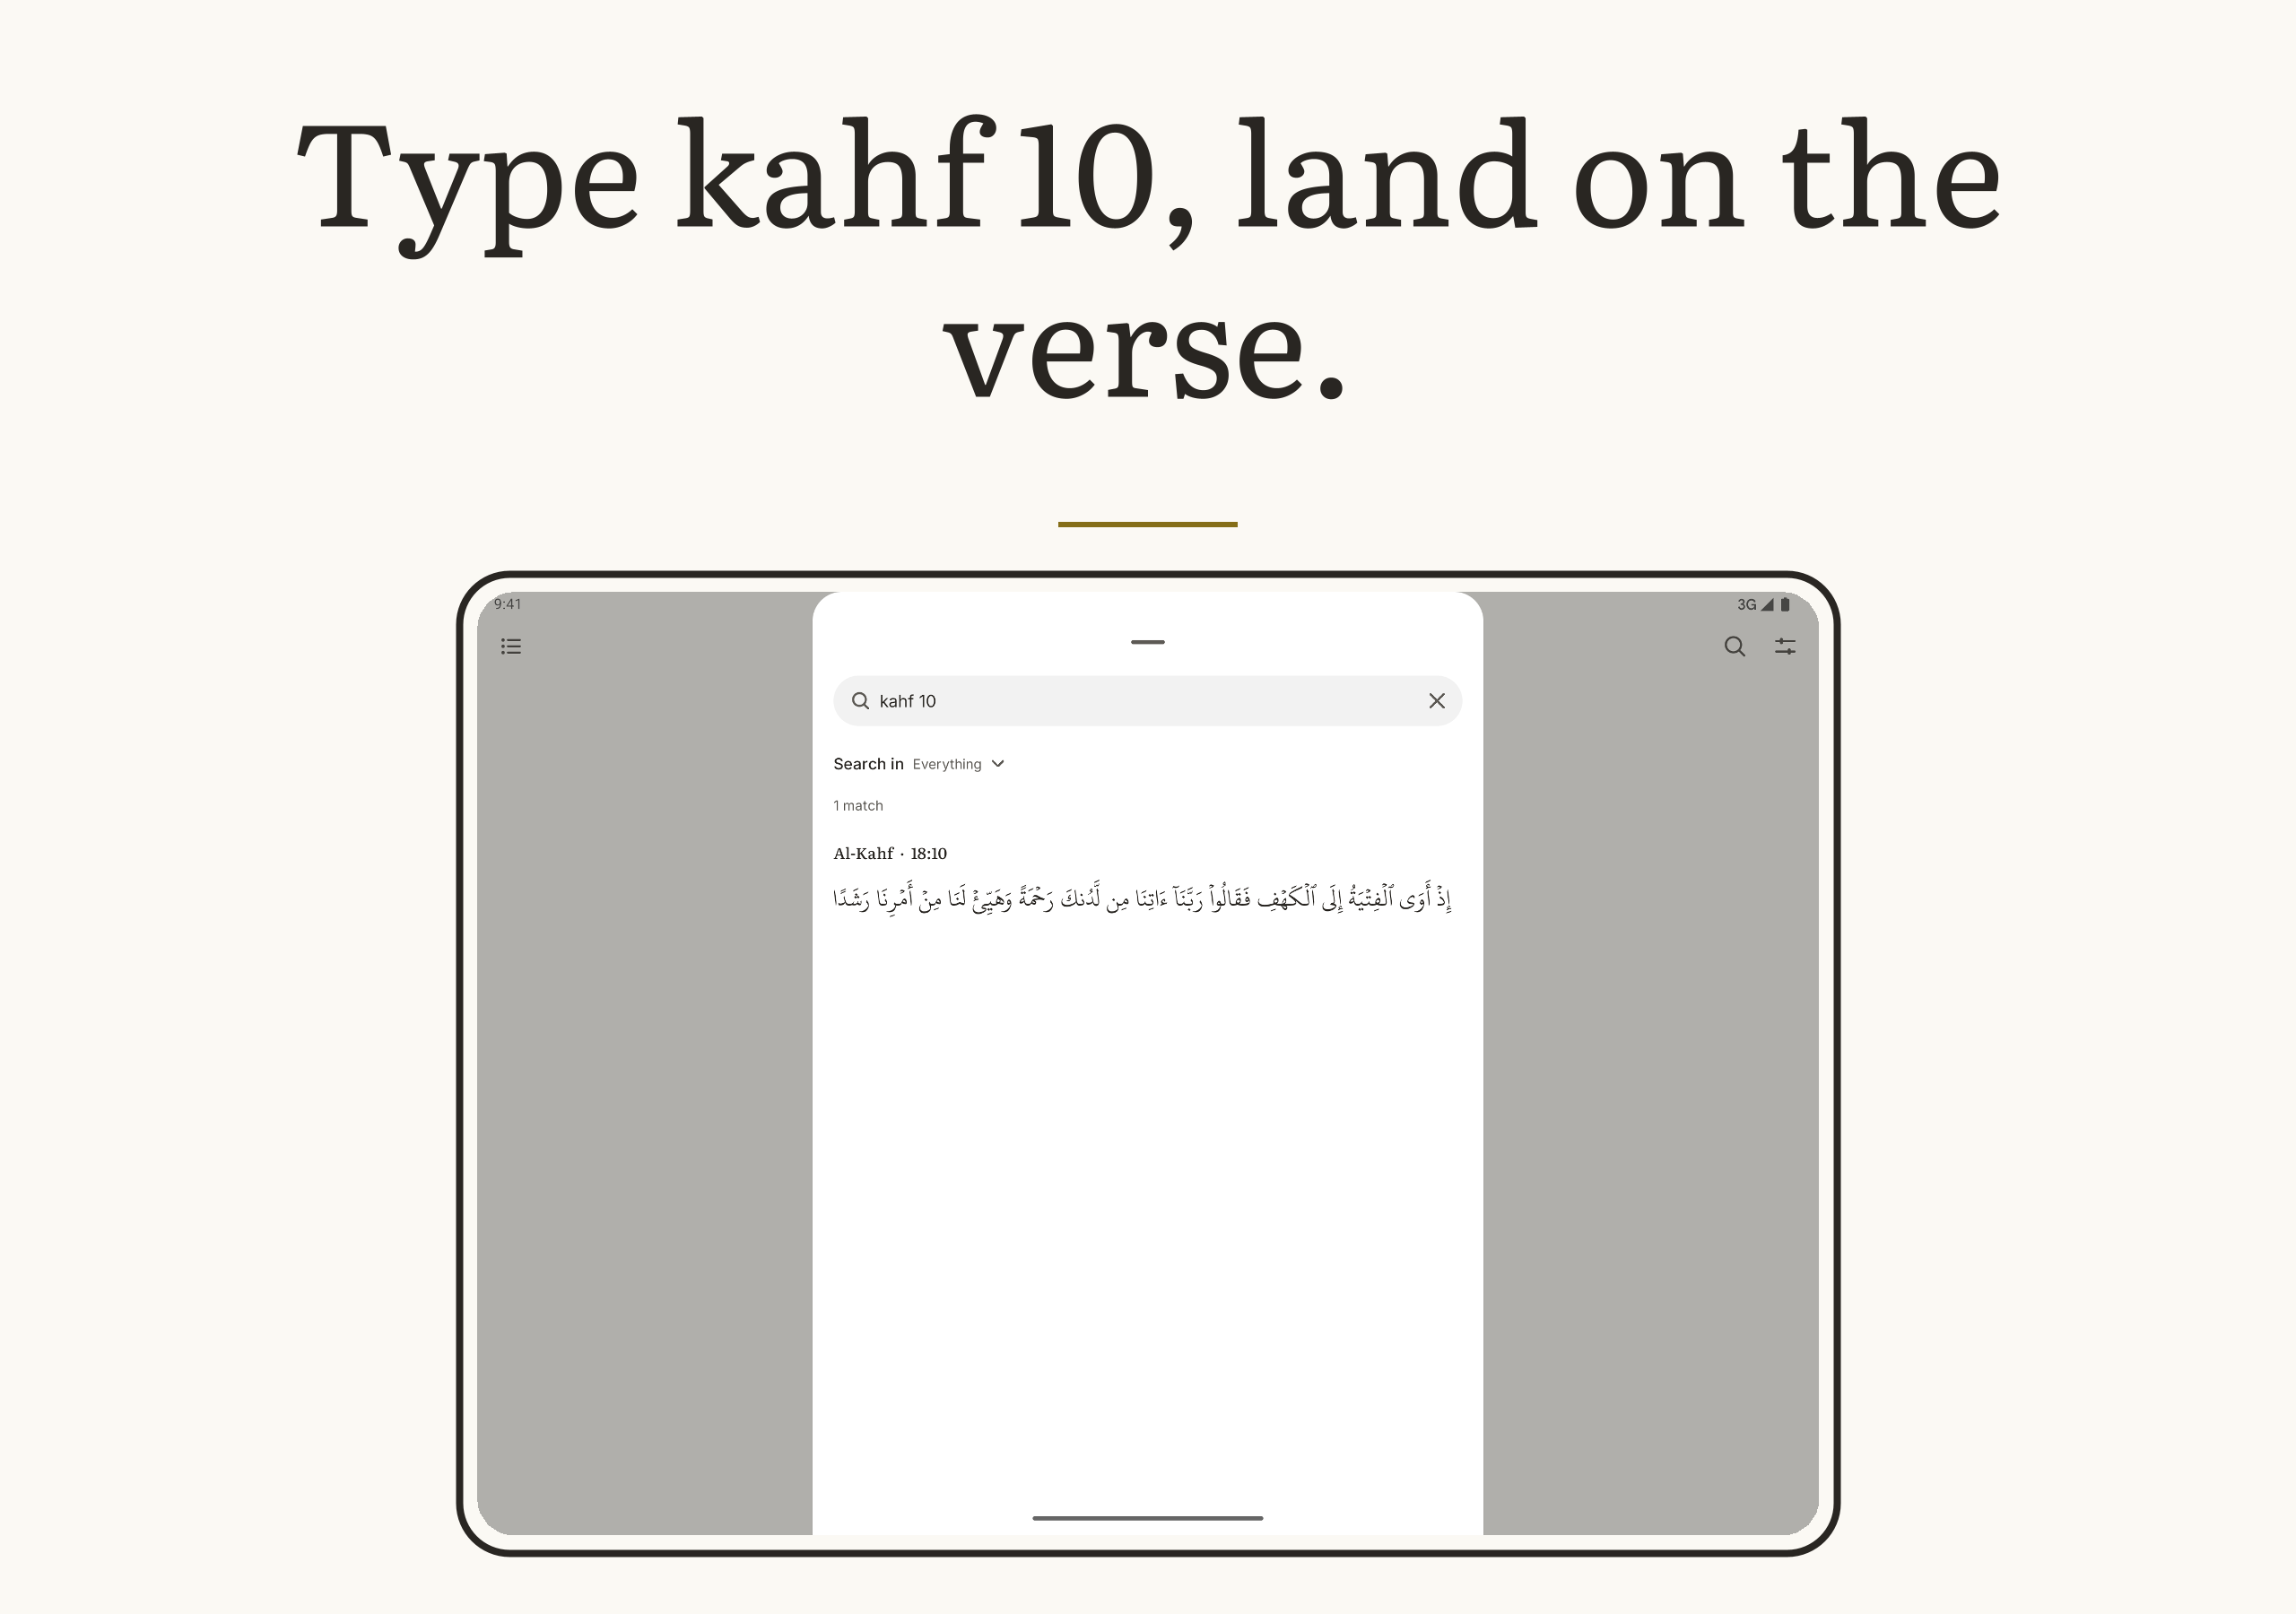 Type kahf 10, land on the
verse.
9:41
3G
kahf 10
Search in Everything
1 match
Al-Kahf · 18:10
إِذْ أَوَى ٱلْفِتْيَةُ إِلَى ٱلْكَهْفِ فَقَالُوا۟ رَبَّنَآ ءَاتِنَا مِن لَّدُنكَ رَحْمَةً وَهَيِّئْ لَنَا مِنْ أَمْرِنَا رَشَدًا